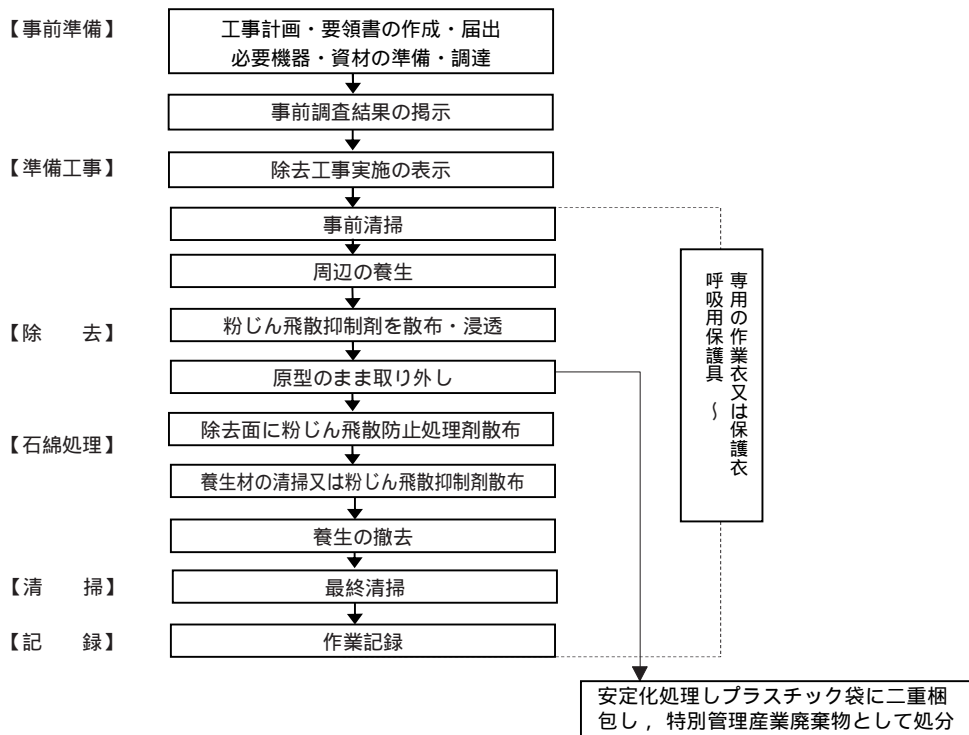 【事前準備】
工事計画・要領書の作成・届出
必要機器・資材の準備・調達
事前調査結果の掲示
【準備工事】
除去工事実施の表示
事前清掃
周辺の養生
【除　　去】
粉じん飛散抑制剤を散布・浸透
原型のまま取り外し
【石綿処理】
除去面に粉じん飛散防止処理剤散布
養生材の清掃又は粉じん飛散抑制剤散布
養生の撤去
【清　　掃】
最終清掃
【記　　録】
作業記録
専用の作業衣又は保護衣
呼吸用保護具　～
安定化処理しプラスチック袋に二重梱
包し，特別管理産業廃棄物として処分